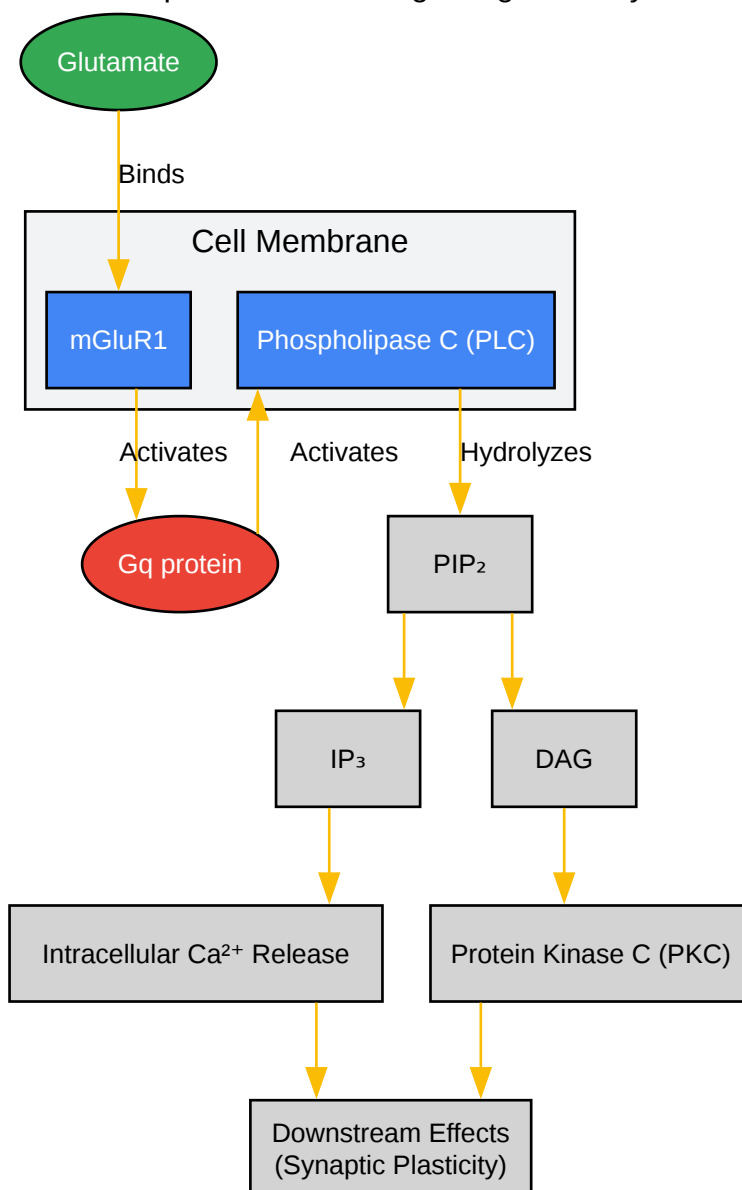 Glutamate
Binds
Cell Membrane
mGluR1
Phospholipase C (PLC)
Activates
Activates
Hydrolyzes
Gq protein
PIP₂
IP₃
DAG
Intracellular Ca²⁺ Release
Protein Kinase C (PKC)
Downstream Effects
(Synaptic Plasticity)